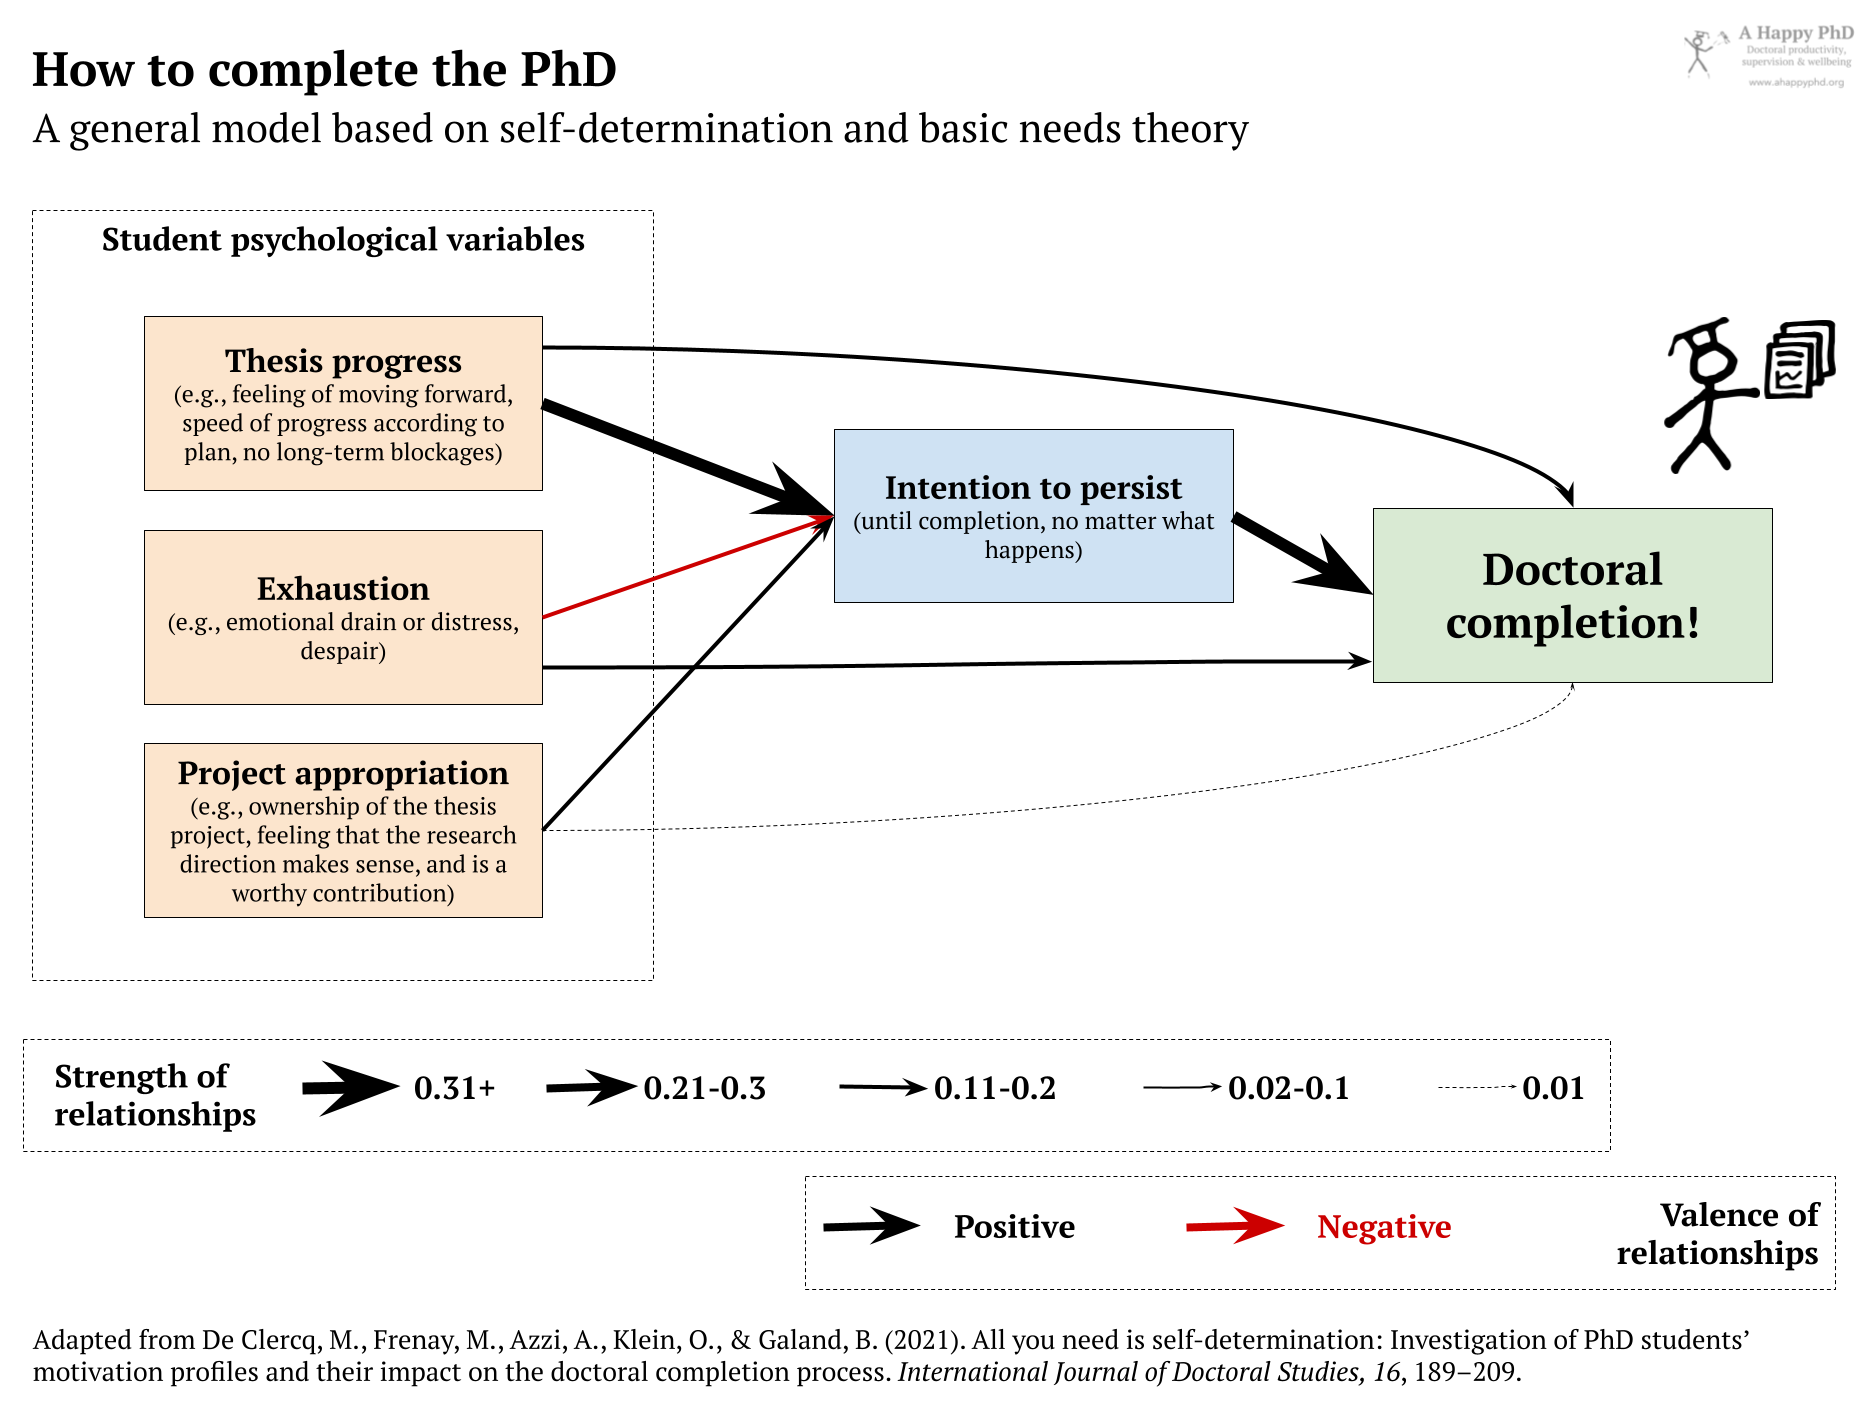 How to complete the PhD
A general model based on self-determination and basic needs theory
A Happy PhD
Doctoral productivity,
supervision & wellbeing
www.ahappyphd.org
Student psychological variables
Thesis progress
(e.g., feeling of moving forward,
speed of progress according to
plan, no long-term blockages)
Exhaustion
(e.g., emotional drain or distress,
despair)
Project appropriation
(e.g., ownership of the thesis
project, feeling that the research
direction makes sense, and is a
worthy contribution)
Intention to persist
(until completion, no matter what
happens)
Doctoral
completion!
Strength of
relationships
0.31+
0.21-0.3
0.11-0.2
0.02-0.1
0.01
Positive
Negative
Valence of
relationships
Adapted from De Clercq, M., Frenay, M., Azzi, A., Klein, O., & Galand, B. (2021). All you need is self-determination: Investigation of PhD students’
motivation profiles and their impact on the doctoral completion process. International Journal of Doctoral Studies, 16, 189–209.